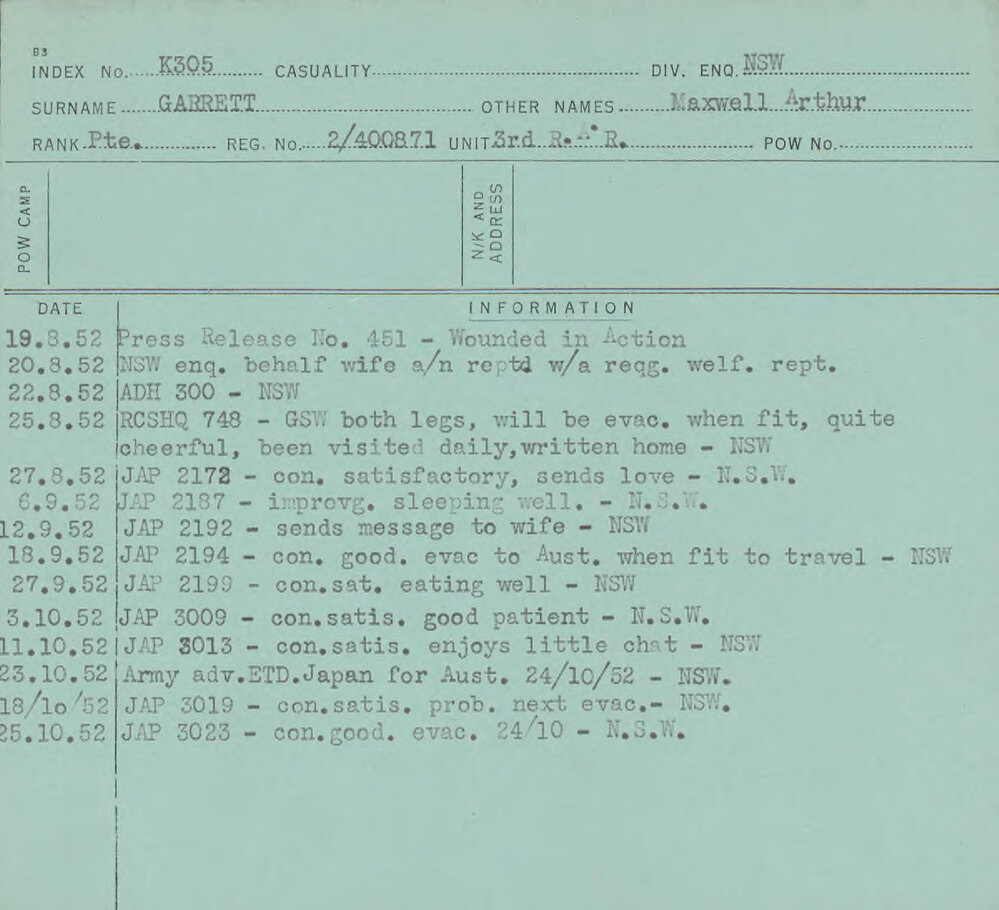 B3
INDEX No. K305 CASUALITY DIV. ENQ. NSW
SURNAME GARRETT OTHER NAMES Maxwell Arthur
RANK Pte. REG. No. 2/400871 UNIT 3rd R.A.R. POW No.
POW CAMP
N/K AND
ADDRESS
DATE INFORMATION
19.8.52 Press Release No. 451 - Wounded in Action
20.8.52 NSW enq. behalf wife a/n reptd w/a reqg. welf. rept.
22.8.52 ADH 300 - NSW
25.8.52 RCSHQ 748 - GSW both legs, will be evac. when fit, quite
cheerful, been visited daily,written home - NSW
27.8.52 JAP 2172 - con. satisfactory, sends love - N.S.W.
6.9.52 JAP 2187 - improvg. sleeping well. - N.S.W.
12.9.52 JAP 2192 - sends message to wife - NSW
18.9.52 JAP 2194 - con. good. evac to Aust. when fit to travel - NSW
27.9.52 JAP 2199 - con.sat. eating well - NSW
3.10.52 JAP 3009 - con.satis. good patient - N.S.W.
11.10.52 JAP 3013 - con.satis. enjoys little chat - NSW
23.10.52 Army adv.ETD.Japan for Aust. 24/10/52 - NSW.
18/10/52 JAP 3019 - con.satis. prob. next evac.- NSW.
25.10.52 JAP 3023 - con.good. evac. 24/10 - N.S.W.